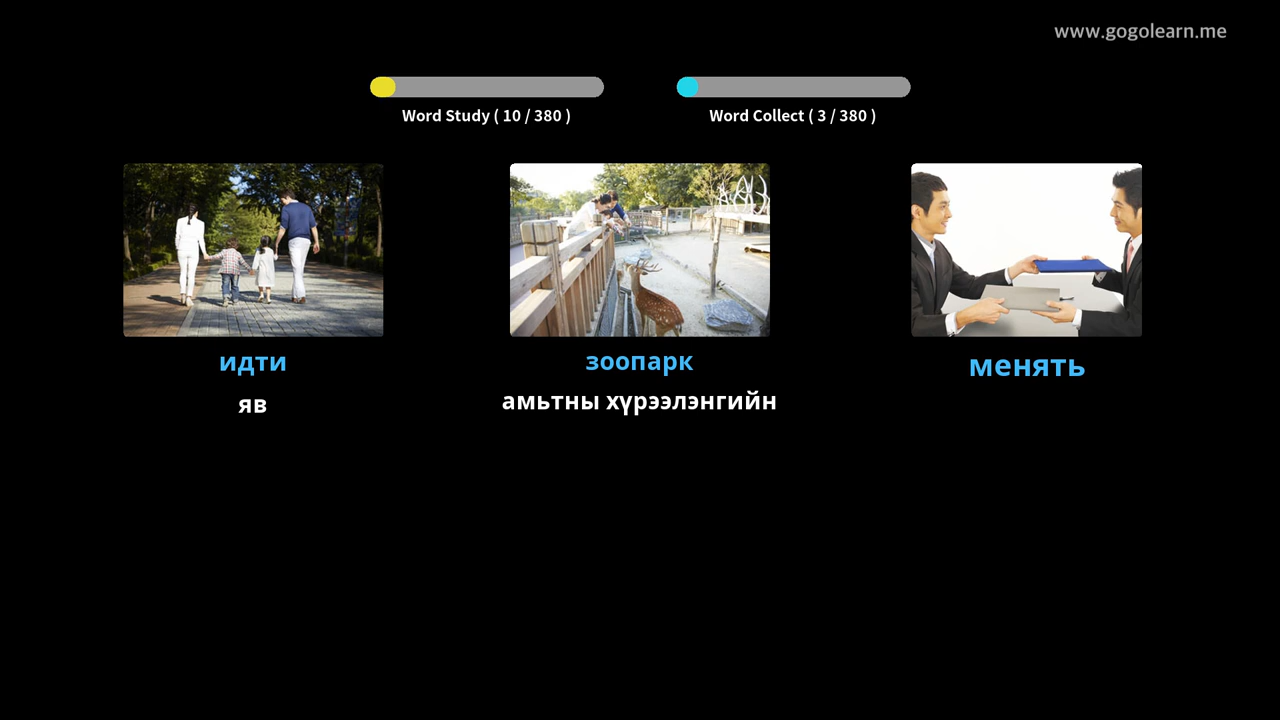 www.gogolearn.me
Word Study ( 10 / 380 )
Word Collect ( 3 / 380 )
идти
зоопарк
менять
яв
амьтны хүрээлэнгийн